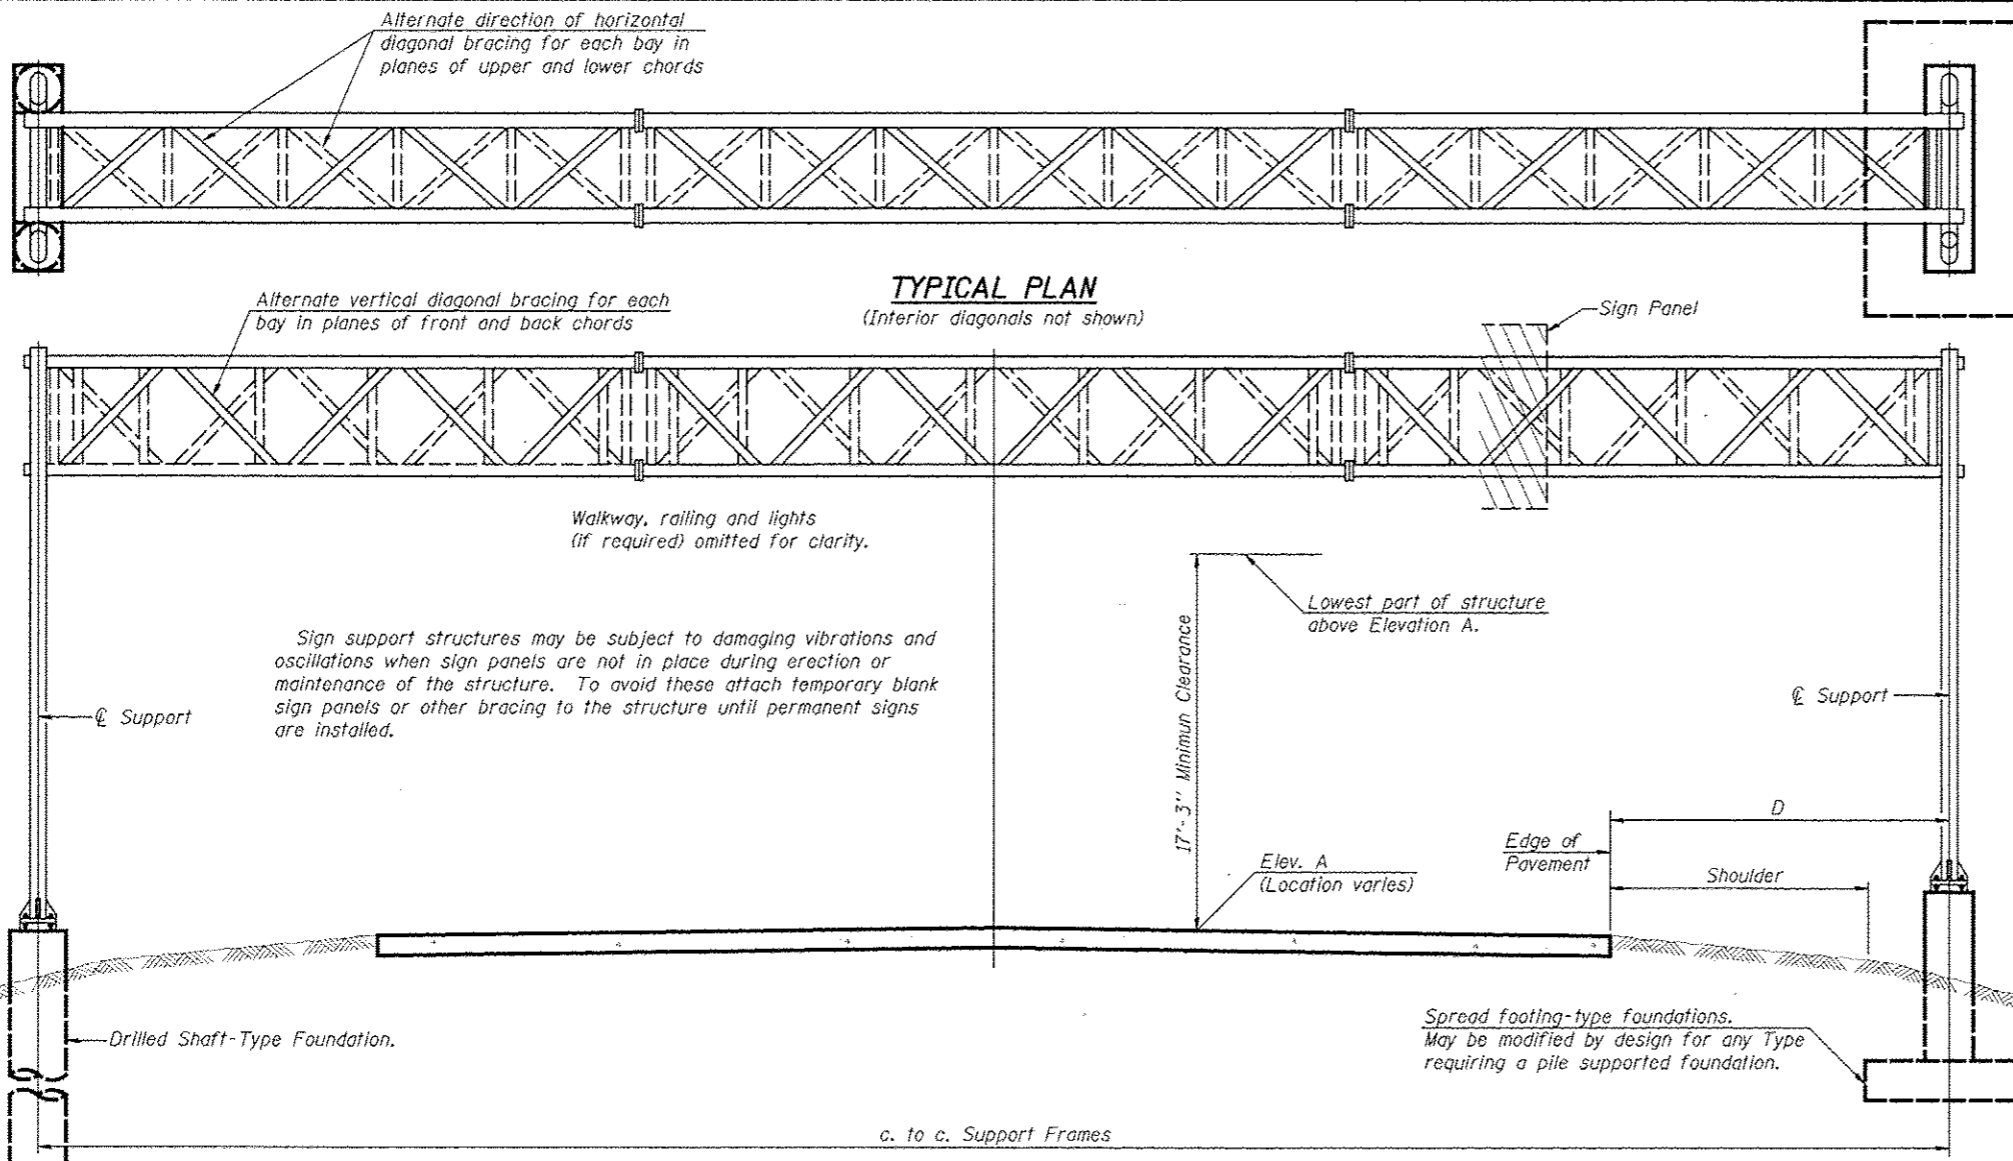 Alternate direction of horizontal
diagonal bracing for each bay in
planes of upper and lower chords
TYPICAL PLAN
(Interior diagonals not shown)
Alternate vertical diagonal bracing for each
bay in planes of front and back chords
Sign Panel
Walkway, railing and lights
(if required) omitted for clarity.
Lowest part of structure
above Elevation A.
Sign support structures may be subject to damaging vibrations and
oscillations when sign panels are not in place during erection or
maintenance of the structure. To avoid these attach temporary blank
sign panels or other bracing to the structure until permanent signs
are installed.
℄ Support
17'-3" Minimun Clearance
℄ Support
D
Edge of
Pavement
Shoulder
Elev. A
(Location varies)
Drilled Shaft-Type Foundation.
Spread footing-type foundations.
May be modified by design for any Type
requiring a pile supported foundation.
c. to c. Support Frames